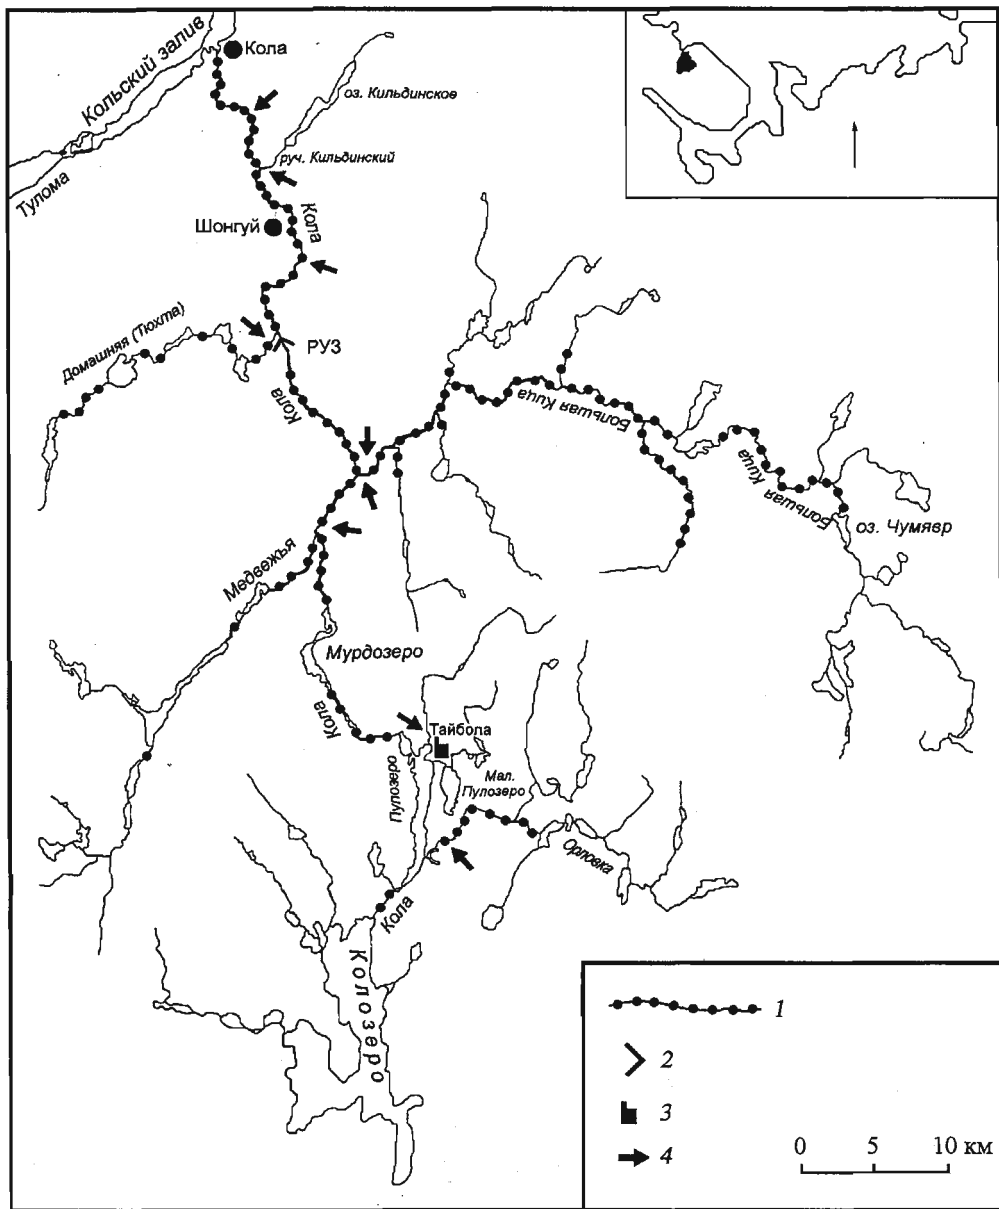 Кольский залив
Кола
оз. Кильдинское
руч. Кильдинский
Тулома
Шонгуй
Кола
Домашняя (Тюхта)
РУЗ
Кола
Большая Кица
Большая Кица
оз. Чумявр
Медвежья
Мурдозеро
Кола
Тайбола
Пулозеро
Мал.
Пулозеро
Орловка
Кола
Колозеро
1
2
3
4
0 5 10 км